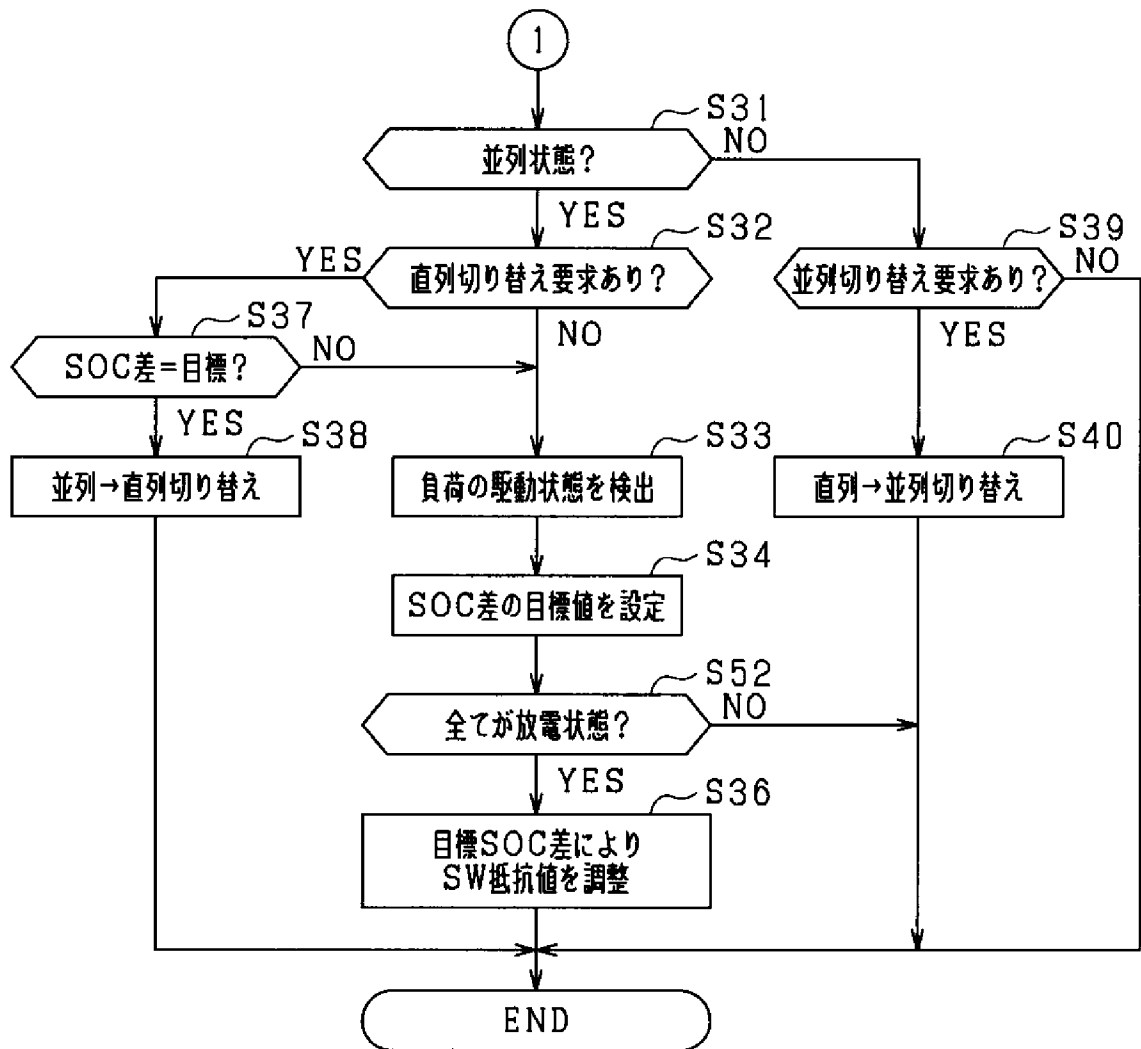 1
S31
並列状態?
NO
YES
S32
YES
直列切り替え要求あり?
NO
S39
並列切り替え要求あり?
NO
YES
S37
SOC差=目標?
NO
YES
S38
並列→直列切り替え
S33
負荷の駆動状態を検出
S40
直列→並列切り替え
S34
SOC差の目標値を設定
S52
全てが放電状態?
NO
YES
S36
目標SOC差により
SW抵抗値を調整
END